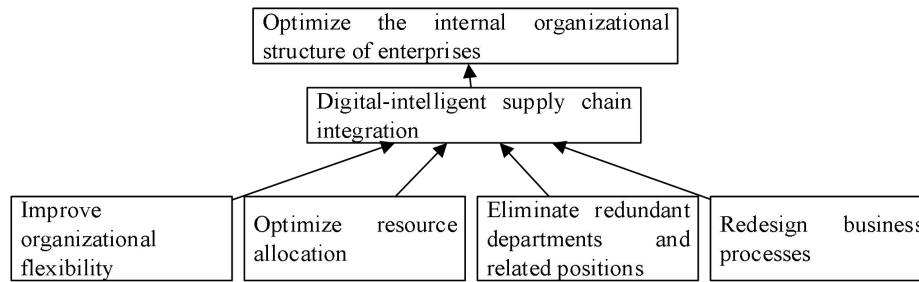 Optimize the internal organizational
structure of enterprises
Digital-intelligent supply chain
integration
Improve
organizational
flexibility
Optimize resource
allocation
Eliminate redundant
departments and
related positions
Redesign business
processes